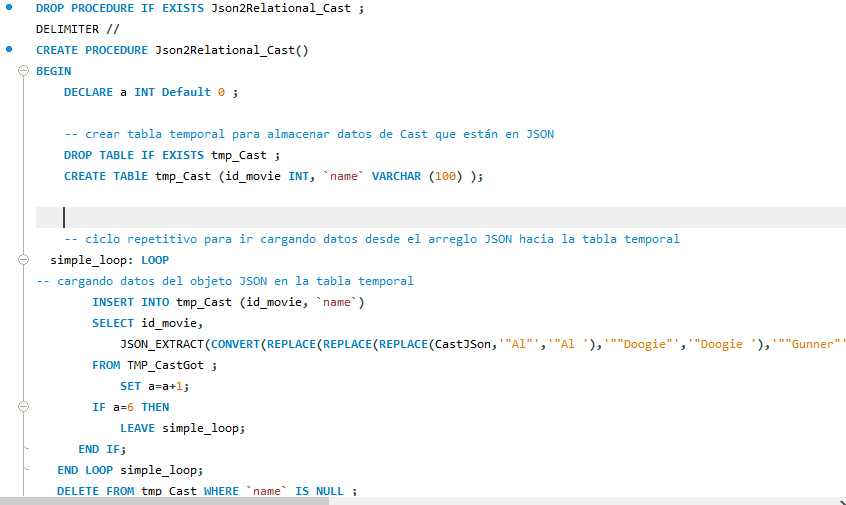 DROP PROCEDURE IF EXISTS Json2Relational_Cast ;
DELIMITER //
CREATE PROCEDURE Json2Relational_Cast()
BEGIN
DECLARE a INT Default 0 ;
-- crear tabla temporal para almacenar datos de Cast que están en JSON
DROP TABLE IF EXISTS tmp_Cast ;
CREATE TABlE tmp_Cast (id_movie INT, `name` VARCHAR (100) );
-- ciclo repetitivo para ir cargando datos desde el arreglo JSON hacia la tabla temporal
simple_loop: LOOP
-- cargando datos del objeto JSON en la tabla temporal
INSERT INTO tmp_Cast (id_movie, `name`)
SELECT id_movie,
JSON_EXTRACT(CONVERT(REPLACE(REPLACE(REPLACE(CastJSon,'"Al"','"Al '),'""Doogie"','"Doogie '),'""Gunner"'
FROM TMP_CastGot ;
SET a=a+1;
IF a=6 THEN
LEAVE simple_loop;
END IF;
END LOOP simple_loop;
DELETE FROM tmp_Cast WHERE `name` IS NULL ;